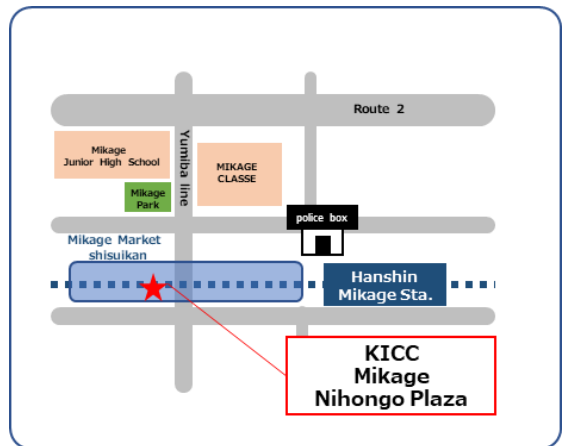 Route 2
Mikage
Junior High School
Yumiba line
MIKAGE
CLASSE
Mikage
Park
police box
Mikage Market
shisuikan
Hanshin
Mikage Sta.
KICC
Mikage
Nihongo Plaza